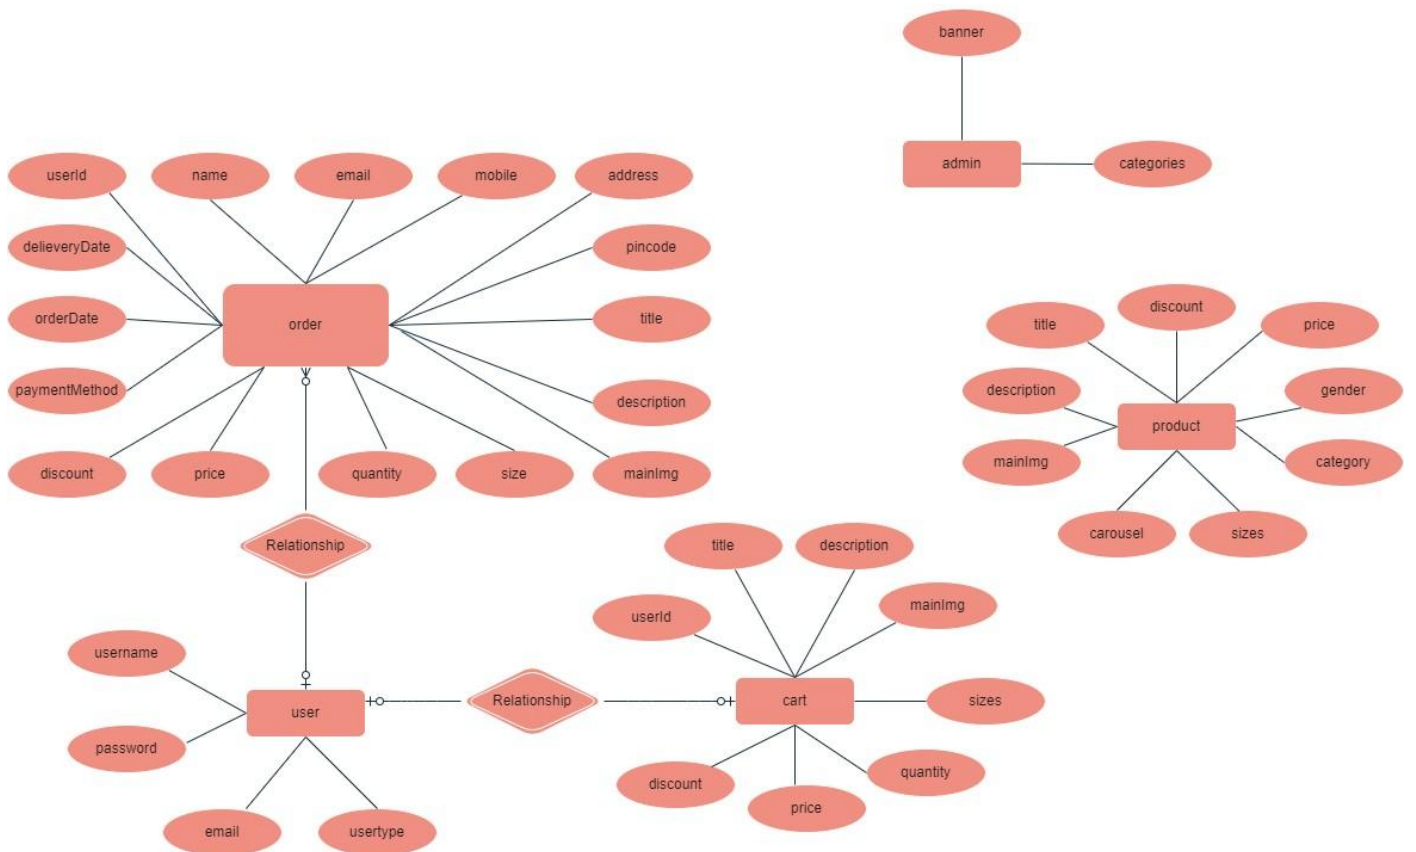 banner
admin
categories
userId
name
email
mobile
address
delieveryDate
pincode
orderDate
order
title
paymentMethod
description
discount
price
quantity
size
mainImg
title
discount
price
description
gender
product
mainImg
category
carousel
sizes
Relationship
title
description
userId
mainImg
username
Relationship
cart
sizes
user
password
discount
quantity
price
email
usertype